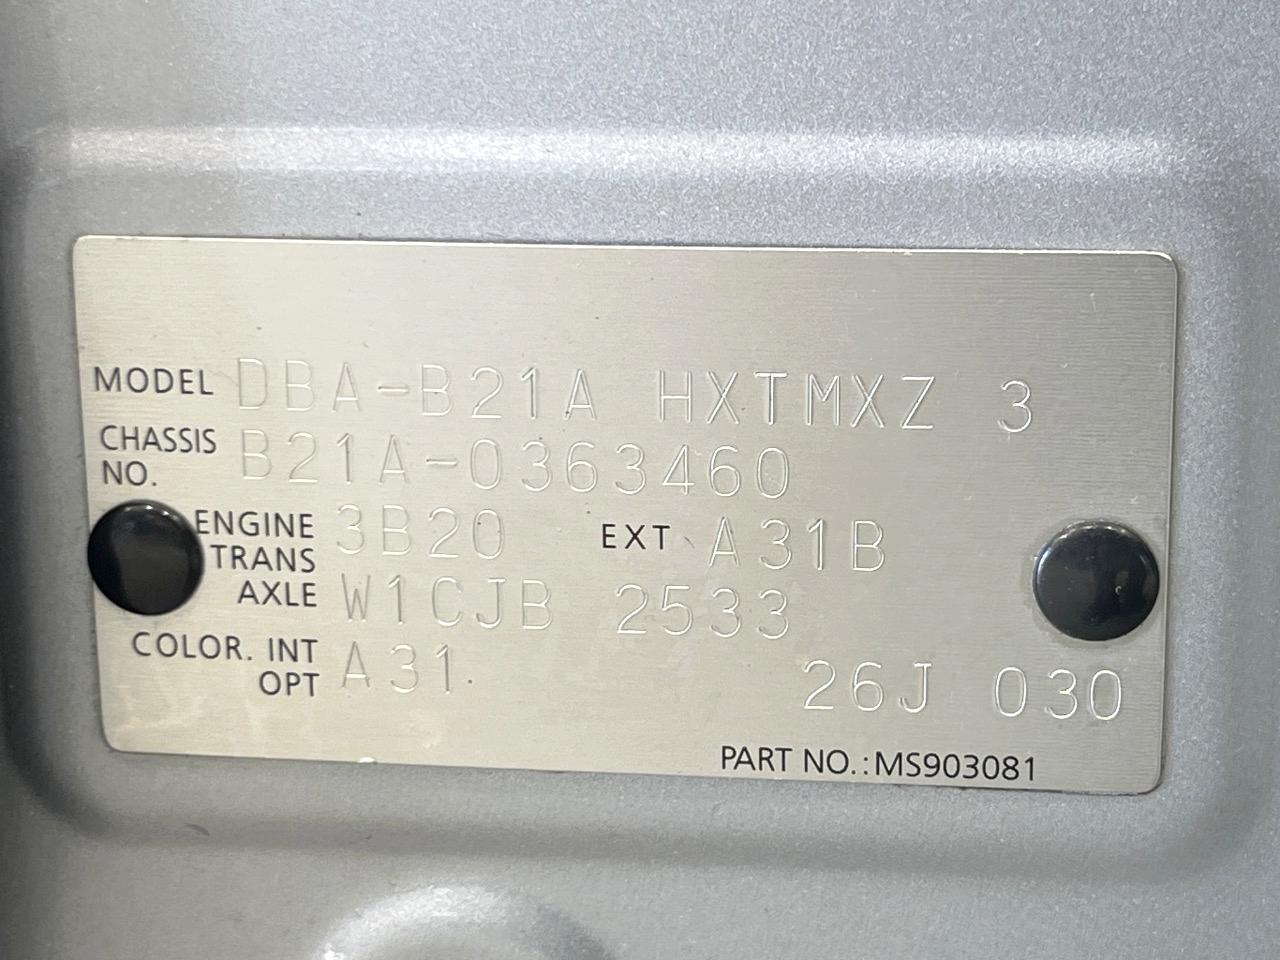 MODEL DBA-B21A HXTMXZ 3
CHASSIS NO. B21A-0363460
ENGINE 3B20 EXT A31B
TRANS AXLE W1CJB 2533
COLOR. INT A31
OPT 26J 030
PART NO.:MS903081